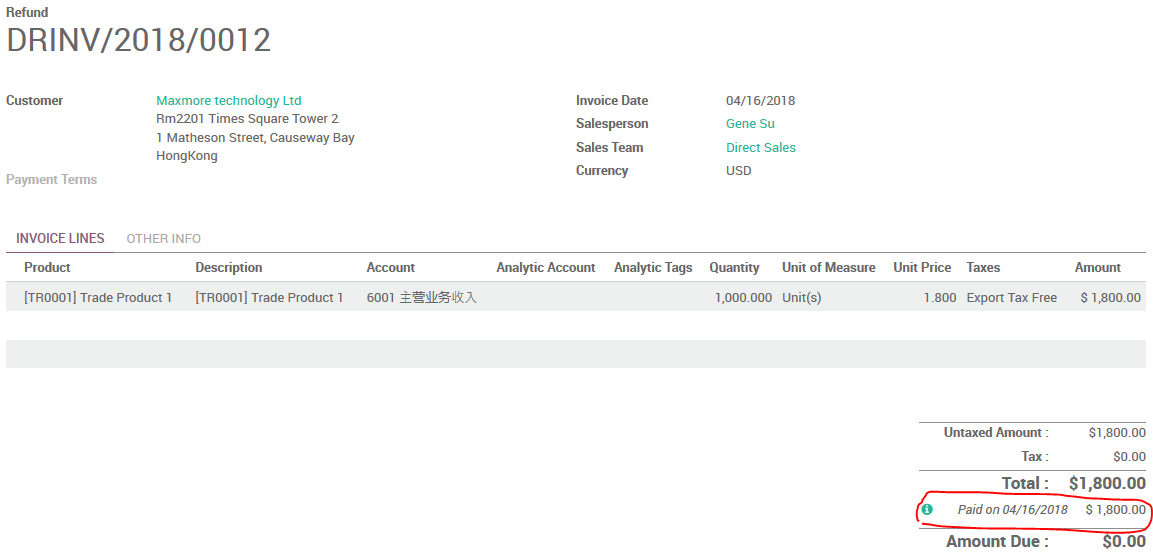 Refund
DRINV/2018/0012
Customer
Maxmore technology Ltd
Rm2201 Times Square Tower 2
1 Matheson Street, Causeway Bay
HongKong
Payment Terms
Invoice Date 04/16/2018
Salesperson Gene Su
Sales Team Direct Sales
Currency USD
INVOICE LINES OTHER INFO
Product Description Account Analytic Account Analytic Tags Quantity Unit of Measure Unit Price Taxes Amount
[TR0001] Trade Product 1 [TR0001] Trade Product 1 6001 主营业务收入 1,000.000 Unit(s) 1.800 Export Tax Free $ 1,800.00
Untaxed Amount : $1,800.00
Tax : $0.00
Total : $1,800.00
Paid on 04/16/2018 $ 1,800.00
Amount Due : $0.00